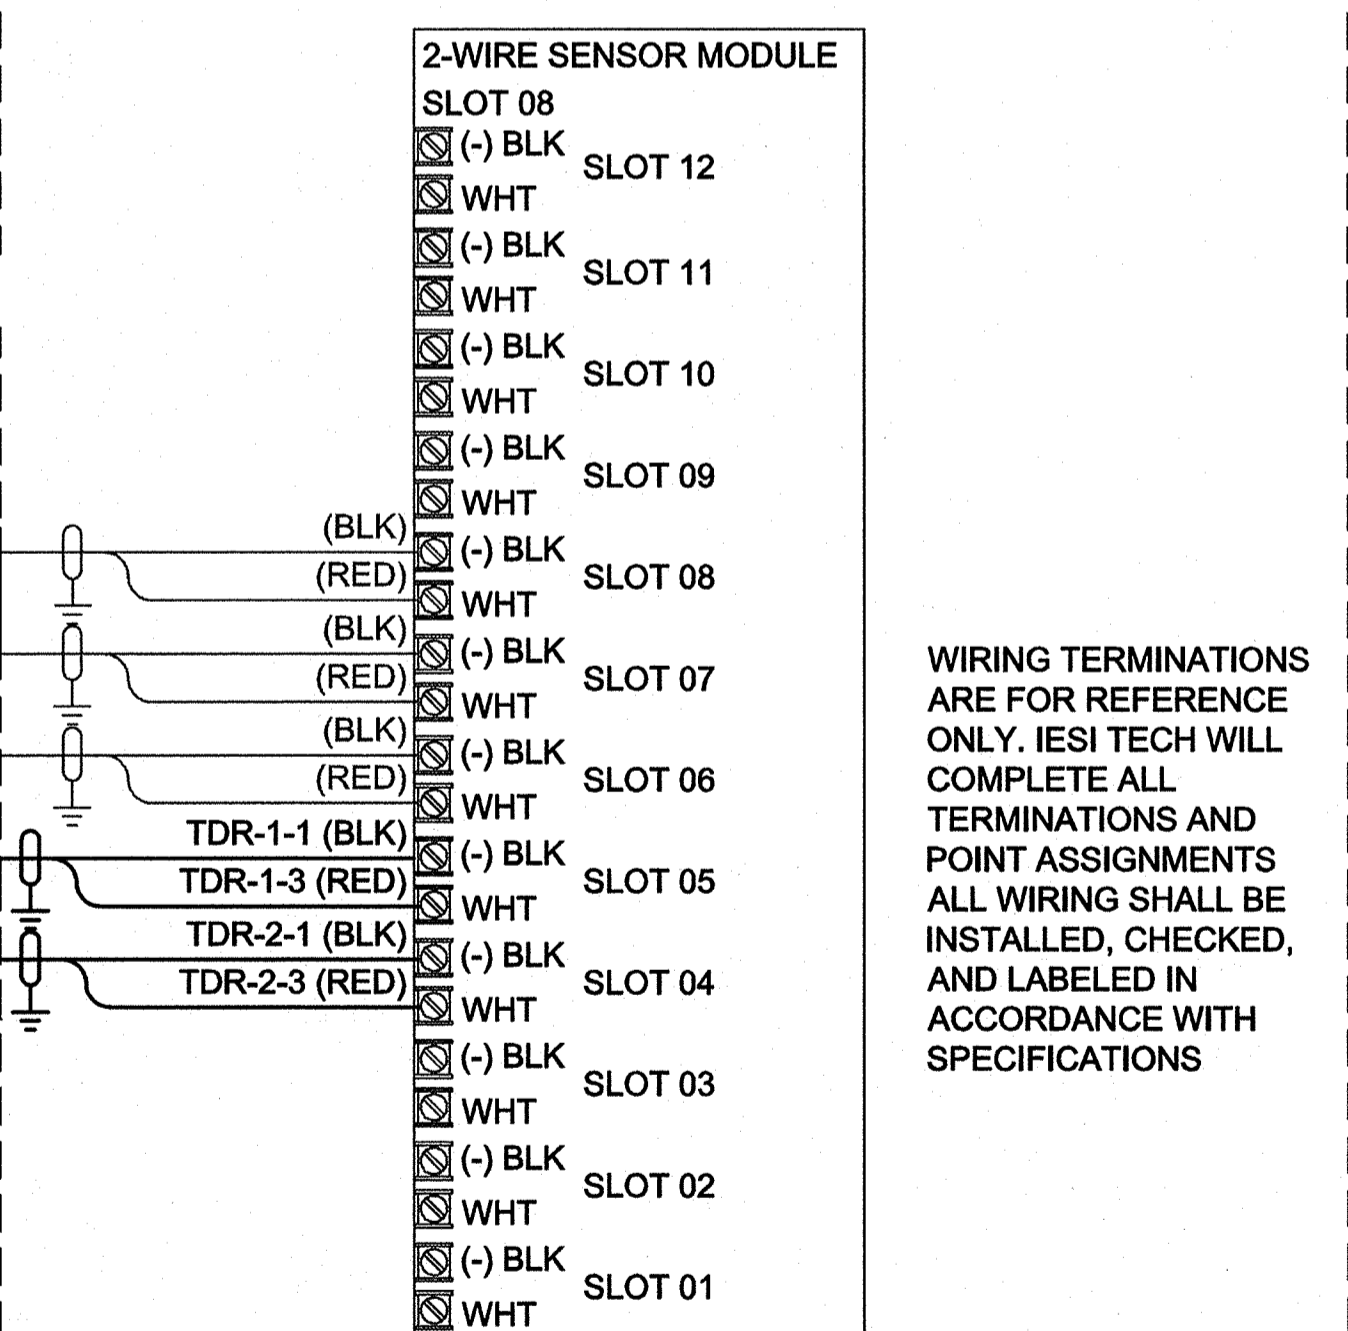 2-WIRE SENSOR MODULE
SLOT 08
(-) BLK
SLOT 12
WHT
(-) BLK
SLOT 11
WHT
(-) BLK
SLOT 10
WHT
(-) BLK
SLOT 09
WHT
(BLK)
(-) BLK
(RED)
SLOT 08
WHT
(BLK)
(-) BLK
(RED)
SLOT 07
WHT
(BLK)
(-) BLK
(RED)
SLOT 06
WHT
TDR-1-1 (BLK)
(-) BLK
TDR-1-3 (RED)
SLOT 05
WHT
TDR-2-1 (BLK)
(-) BLK
TDR-2-3 (RED)
SLOT 04
WHT
(-) BLK
SLOT 03
WHT
(-) BLK
SLOT 02
WHT
(-) BLK
SLOT 01
WHT
WIRING TERMINATIONS
ARE FOR REFERENCE
ONLY. IESI TECH WILL
COMPLETE ALL
TERMINATIONS AND
POINT ASSIGNMENTS
ALL WIRING SHALL BE
INSTALLED, CHECKED,
AND LABELED IN
ACCORDANCE WITH
SPECIFICATIONS